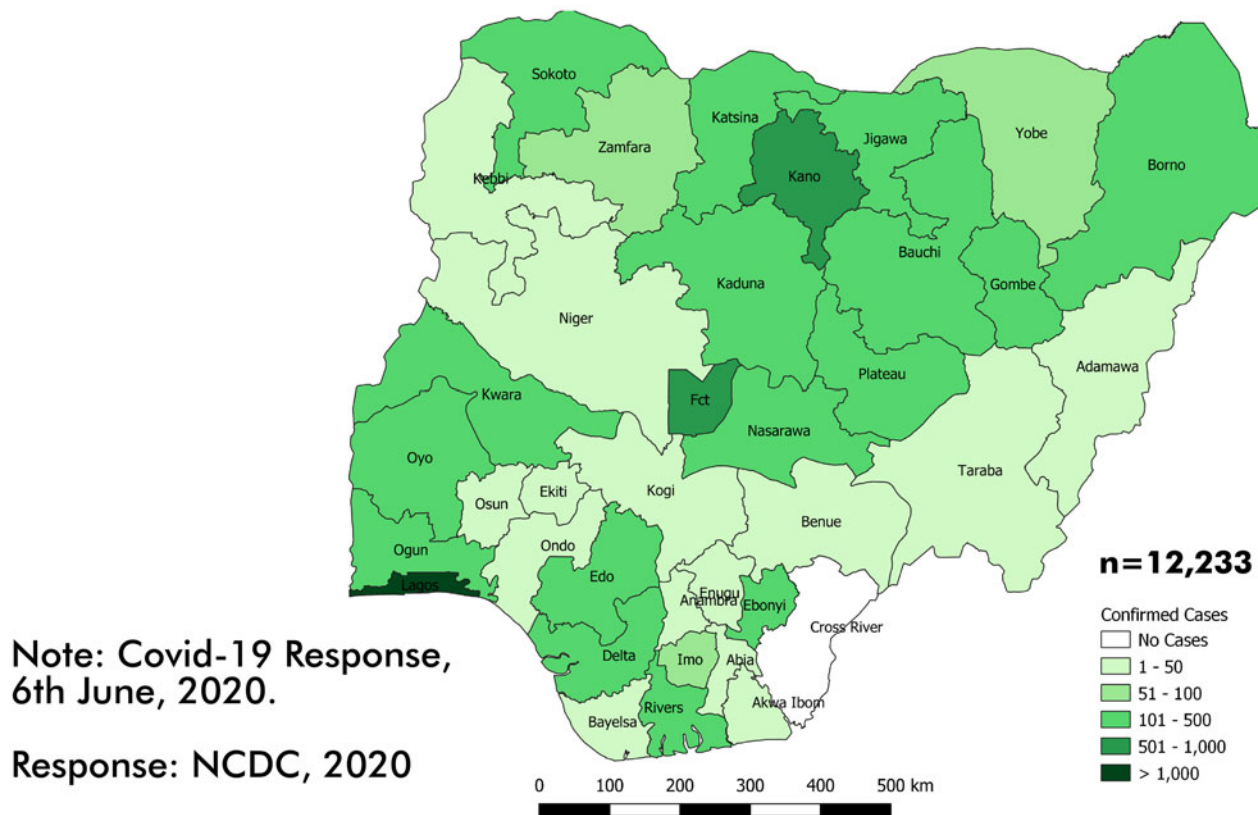 Sokoto
Katsina
Jigawa
Yobe
Borno
Zamfara
Kebbi
Kano
Bauchi
Gombe
Kaduna
Niger
Adamawa
Plateau
Fct
Kwara
Nasarawa
Oyo
Taraba
Osun
Ekiti
Kogi
Benue
Ogun
Ondo
Edo
Lagos
Enugu
Anambra
Ebonyi
Cross River
Delta
Imo
Abia
Akwa Ibom
Bayelsa
Rivers
n=12,233
Confirmed Cases
No Cases
1 - 50
51 - 100
101 - 500
501 - 1,000
> 1,000
Note: Covid-19 Response,
6th June, 2020.
Response: NCDC, 2020
0 100 200 300 400 500 km